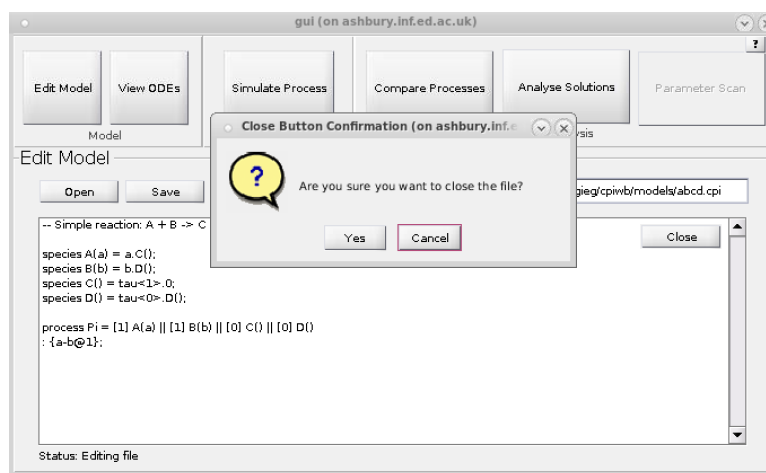 gui (on ashbury.inf.ed.ac.uk)
?
Edit Model
View ODEs
Simulate Process
Compare Processes
Analyse Solutions
Parameter Scan
Model
Close Button Confirmation (on ashbury.inf.e
Edit Model
Open
Save
?
Are you sure you want to close the file?
Yes
Cancel
gieg/cpiwb/models/abcd.cpi
-- Simple reaction: A + B -> C
Close
species A(a) = a.C();
species B(b) = b.D();
species C() = tau<1>.0;
species D() = tau<0>.D();
process Pi = [1] A(a) || [1] B(b) || [0] C() || [0] D()
: {a-b@1};
Status: Editing file